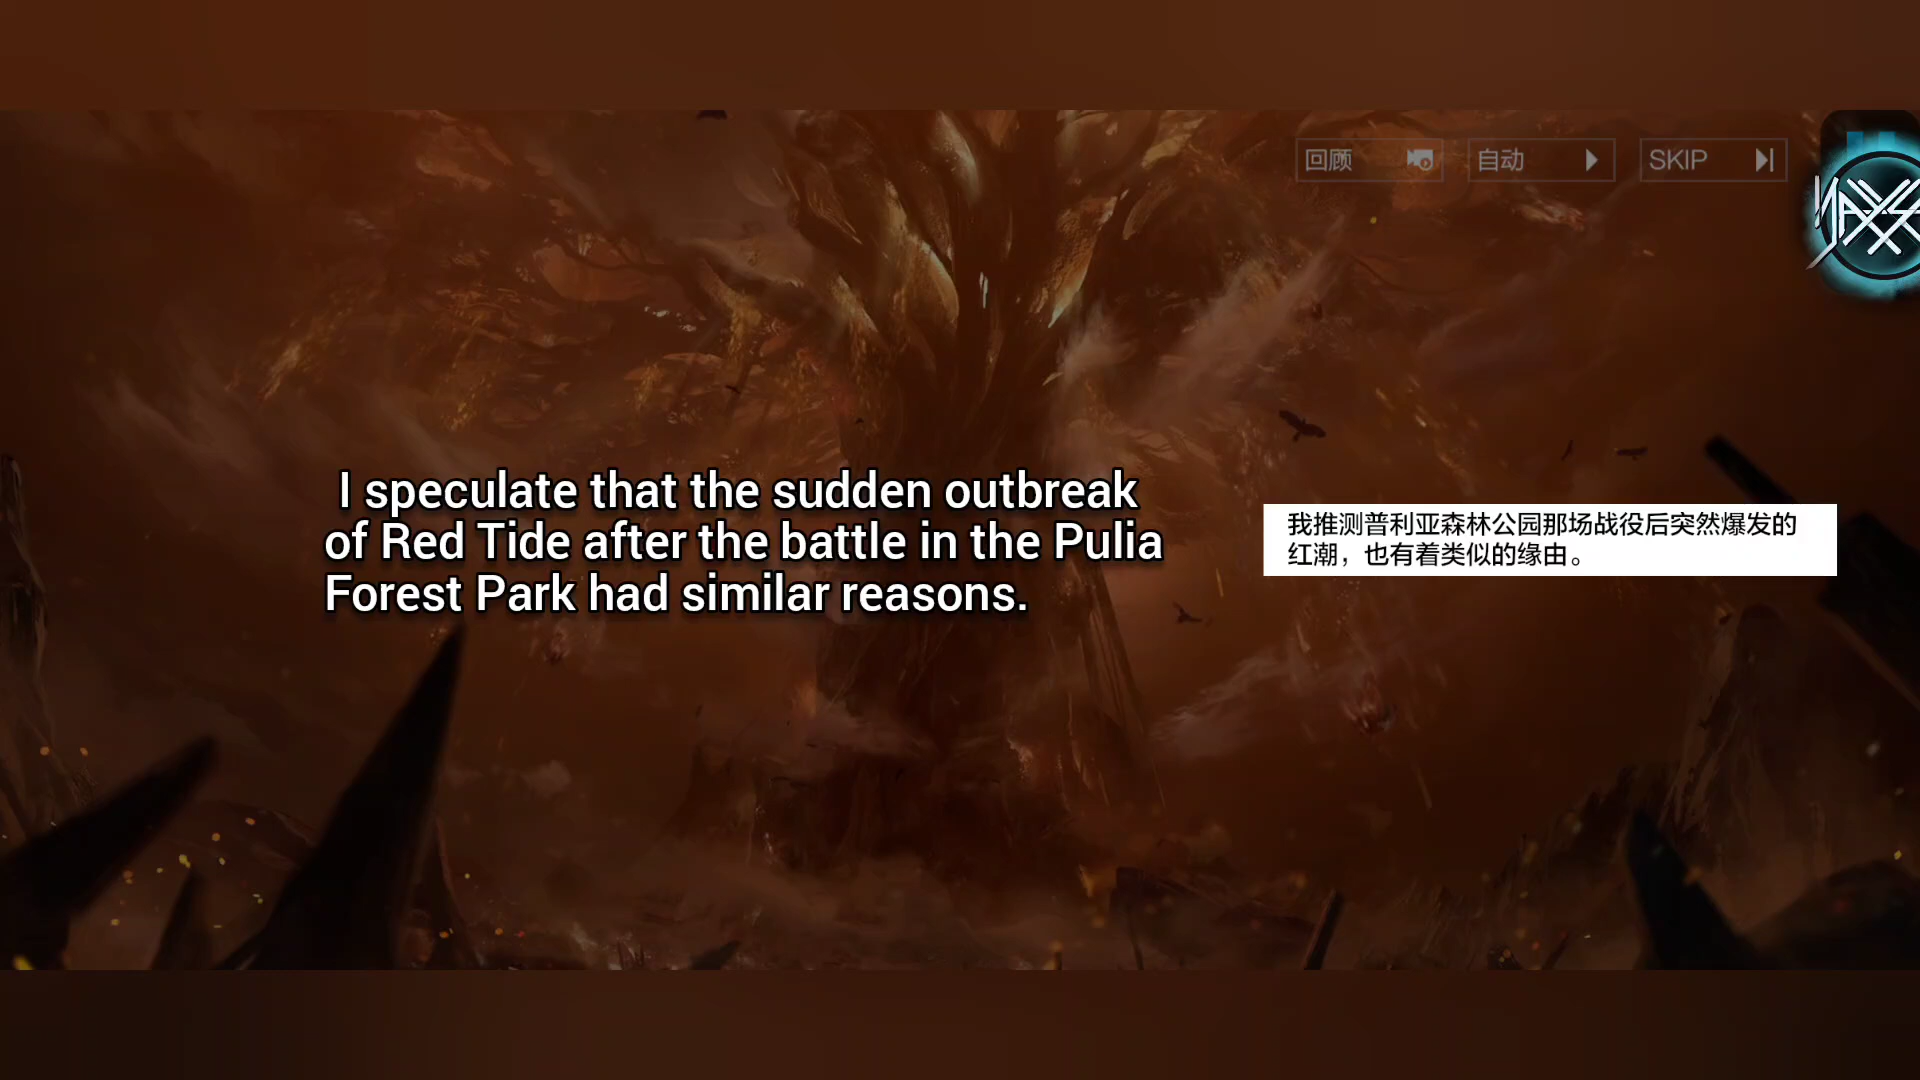 回顾
自动
SKIP
I speculate that the sudden outbreak
of Red Tide after the battle in the Pulia
Forest Park had similar reasons.
我推测普利亚森林公园那场战役后突然爆发的
红潮，也有着类似的缘由。